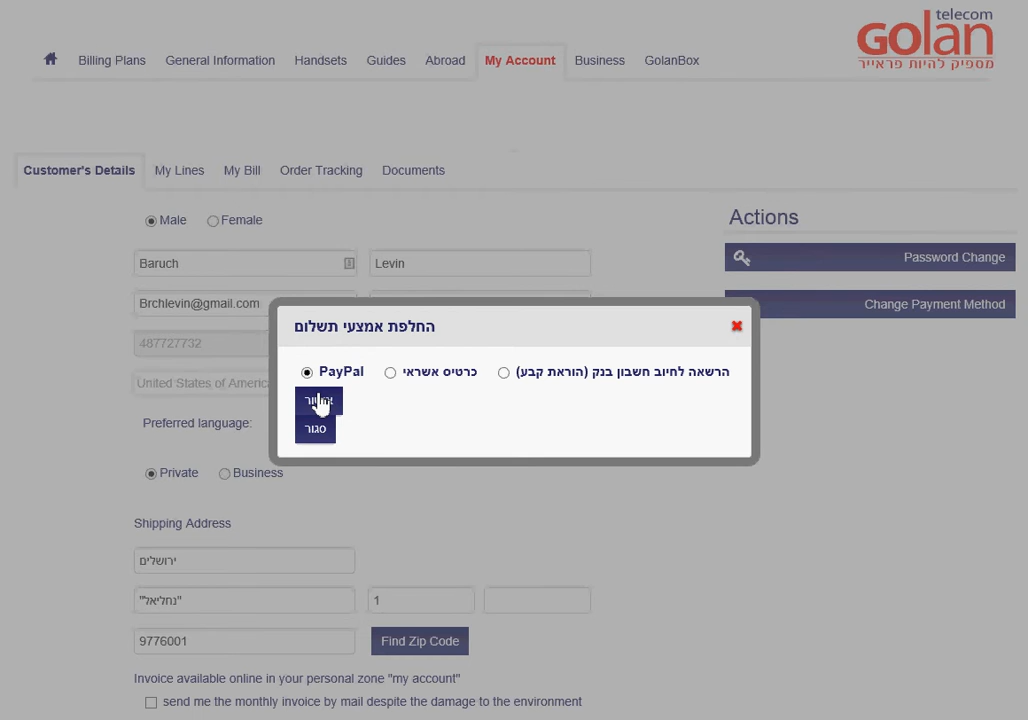 telecom
Golan
מספיק להיות פראייר
Billing Plans General Information Handsets Guides Abroad My Account Business GolanBox
Customer's Details My Lines My Bill Order Tracking Documents
Male Female
Actions
Baruch Levin
Password Change
Brchlevin@gmail.com
Change Payment Method
החלפת אמצעי תשלום
487727732
PayPal כרטיס אשראי הרשאה לחיוב חשבון בנק (הוראת קבע)
United States of America
Preferred language:
סגור
Private Business
Shipping Address
ירושלים
"נחליאל" 1
9776001 Find Zip Code
Invoice available online in your personal zone "my account"
send me the monthly invoice by mail despite the damage to the environment